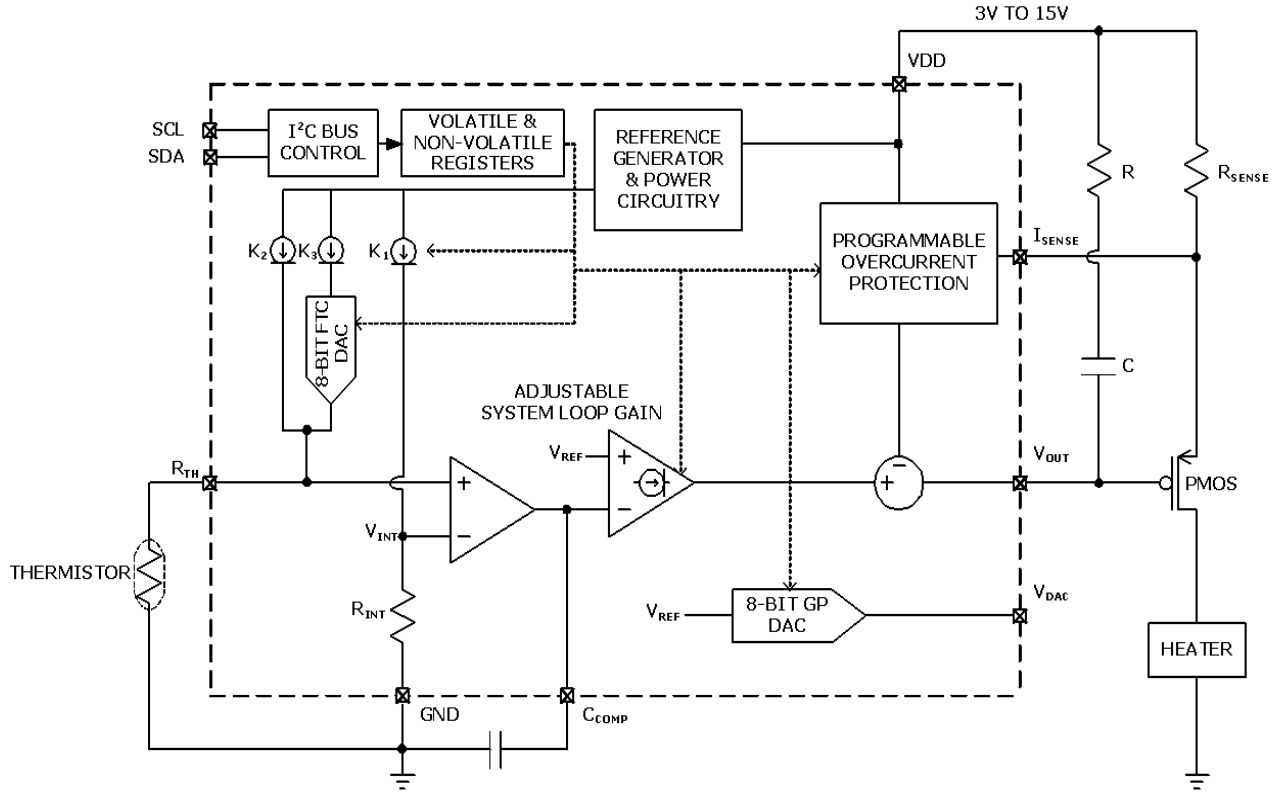 3V TO 15V
VDD
SCL
SDA
I²C BUS
CONTROL
VOLATILE &
NON-VOLATILE
REGISTERS
REFERENCE
GENERATOR
& POWER
CIRCUITRY
R
RSENSE
K₂
K₃
K₁
PROGRAMMABLE
OVERCURRENT
PROTECTION
ISENSE
8-BIT FTC
DAC
C
ADJUSTABLE
SYSTEM LOOP GAIN
VREF
+
−
VOUT
RTH
+
+
−
−
PMOS
VINT
THERMISTOR
RINT
VREF
8-BIT GP
DAC
VDAC
HEATER
GND
CCOMP